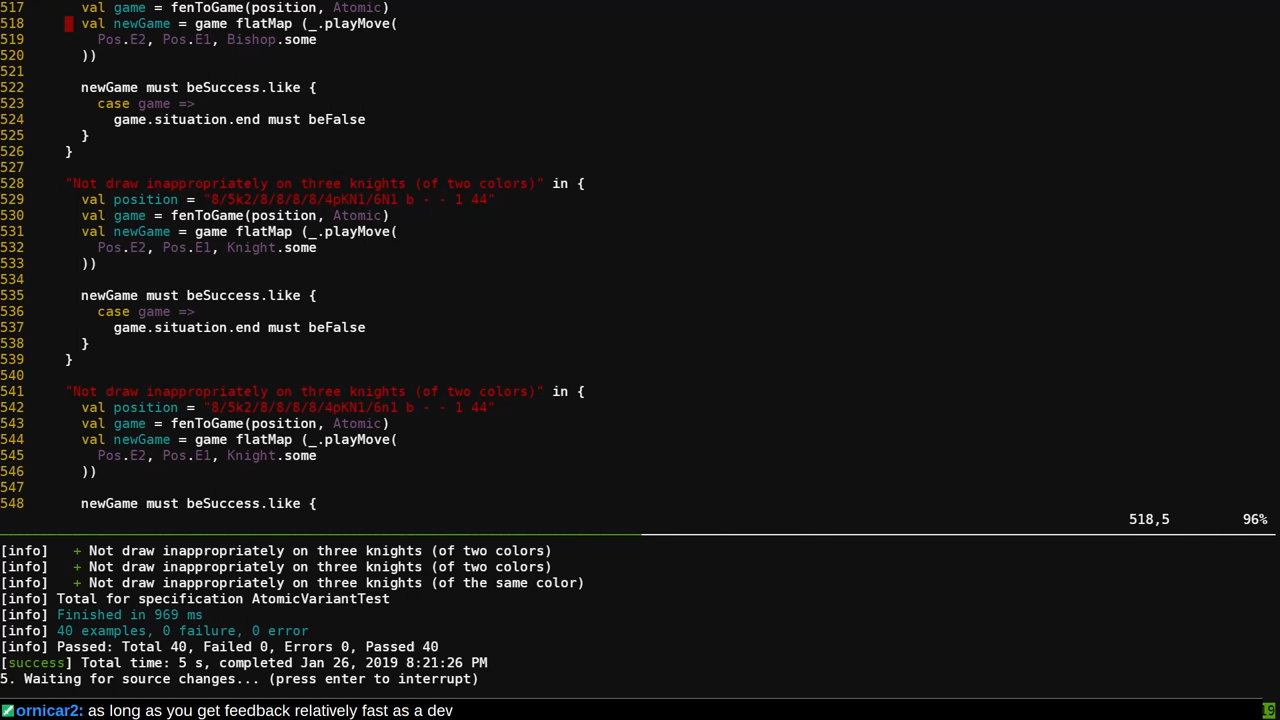 517       val game = fenToGame(position, Atomic)
518       val newGame = game flatMap (_.playMove(
519         Pos.E2, Pos.E1, Bishop.some
520       ))
521
522       newGame must beSuccess.like {
523         case game =>
524           game.situation.end must beFalse
525       }
526     }
527
528     "Not draw inappropriately on three knights (of two colors)" in {
529       val position = "8/5k2/8/8/8/8/4pKN1/6N1 b - - 1 44"
530       val game = fenToGame(position, Atomic)
531       val newGame = game flatMap (_.playMove(
532         Pos.E2, Pos.E1, Knight.some
533       ))
534
535       newGame must beSuccess.like {
536         case game =>
537           game.situation.end must beFalse
538       }
539     }
540
541     "Not draw inappropriately on three knights (of two colors)" in {
542       val position = "8/5k2/8/8/8/8/4pKN1/6n1 b - - 1 44"
543       val game = fenToGame(position, Atomic)
544       val newGame = game flatMap (_.playMove(
545         Pos.E2, Pos.E1, Knight.some
546       ))
547
548       newGame must beSuccess.like {
518,5         96%
[info]   + Not draw inappropriately on three knights (of two colors)
[info]   + Not draw inappropriately on three knights (of two colors)
[info]   + Not draw inappropriately on three knights (of the same color)
[info] Total for specification AtomicVariantTest
[info] Finished in 969 ms
[info] 40 examples, 0 failure, 0 error
[info] Passed: Total 40, Failed 0, Errors 0, Passed 40
[success] Total time: 5 s, completed Jan 26, 2019 8:21:26 PM
5. Waiting for source changes... (press enter to interrupt)
ornicar2: as long as you get feedback relatively fast as a dev
19